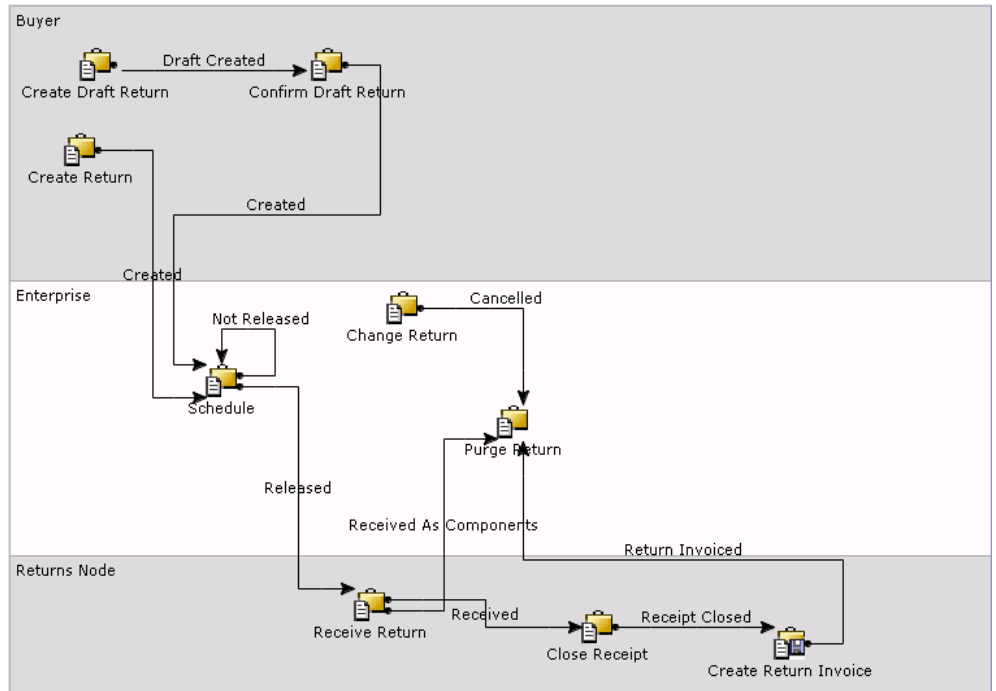 Buyer
Draft Created
Create Draft Return
Confirm Draft Return
Create Return
Created
Created
Enterprise
Cancelled
Not Released
Change Return
Schedule
Purge Return
Released
Received As Components
Return Invoiced
Returns Node
Received
Receipt Closed
Receive Return
Close Receipt
Create Return Invoice